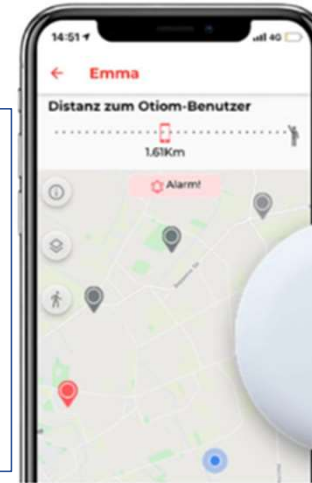 14:51
4G
← Emma
Distanz zum Otiom-Benutzer
1.61Km
Alarm!